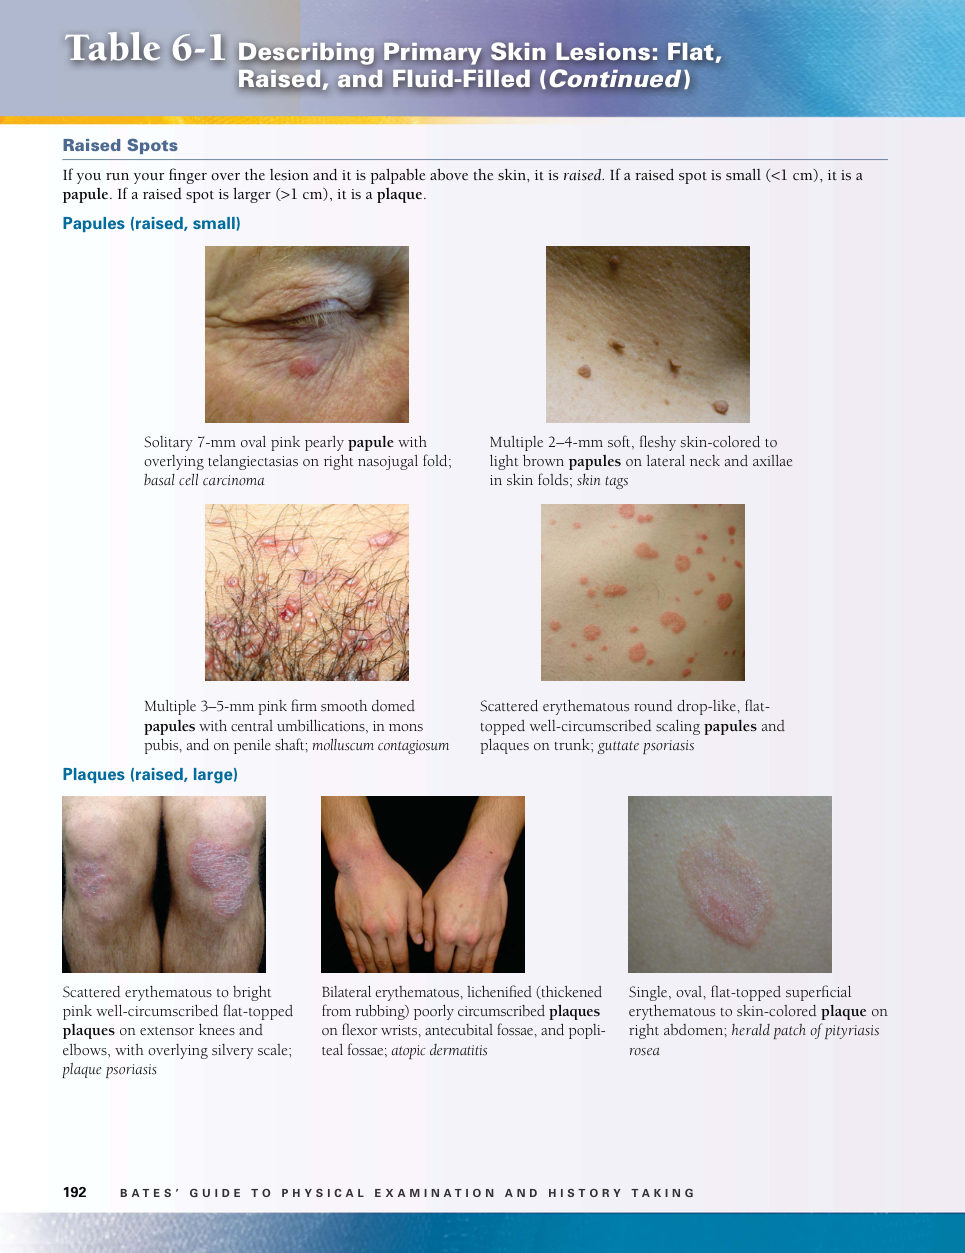 Table 6-1 Describing Primary Skin Lesions: Flat,
Raised, and Fluid-Filled (Continued)
Raised Spots
If you run your finger over the lesion and it is palpable above the skin, it is raised. If a raised spot is small (<1 cm), it is a
papule. If a raised spot is larger (>1 cm), it is a plaque.
Papules (raised, small)
Solitary 7-mm oval pink pearly papule with
overlying telangiectasias on right nasojugal fold;
basal cell carcinoma
Multiple 2–4-mm soft, fleshy skin-colored to
light brown papules on lateral neck and axillae
in skin folds; skin tags
Multiple 3–5-mm pink firm smooth domed
papules with central umbillications, in mons
pubis, and on penile shaft; molluscum contagiosum
Scattered erythematous round drop-like, flat-
topped well-circumscribed scaling papules and
plaques on trunk; guttate psoriasis
Plaques (raised, large)
Scattered erythematous to bright
pink well-circumscribed flat-topped
plaques on extensor knees and
elbows, with overlying silvery scale;
plaque psoriasis
Bilateral erythematous, lichenified (thickened
from rubbing) poorly circumscribed plaques
on flexor wrists, antecubital fossae, and popli-
teal fossae; atopic dermatitis
Single, oval, flat-topped superficial
erythematous to skin-colored plaque on
right abdomen; herald patch of pityriasis
rosea
192 BATES’ GUIDE TO PHYSICAL EXAMINATION AND HISTORY TAKING